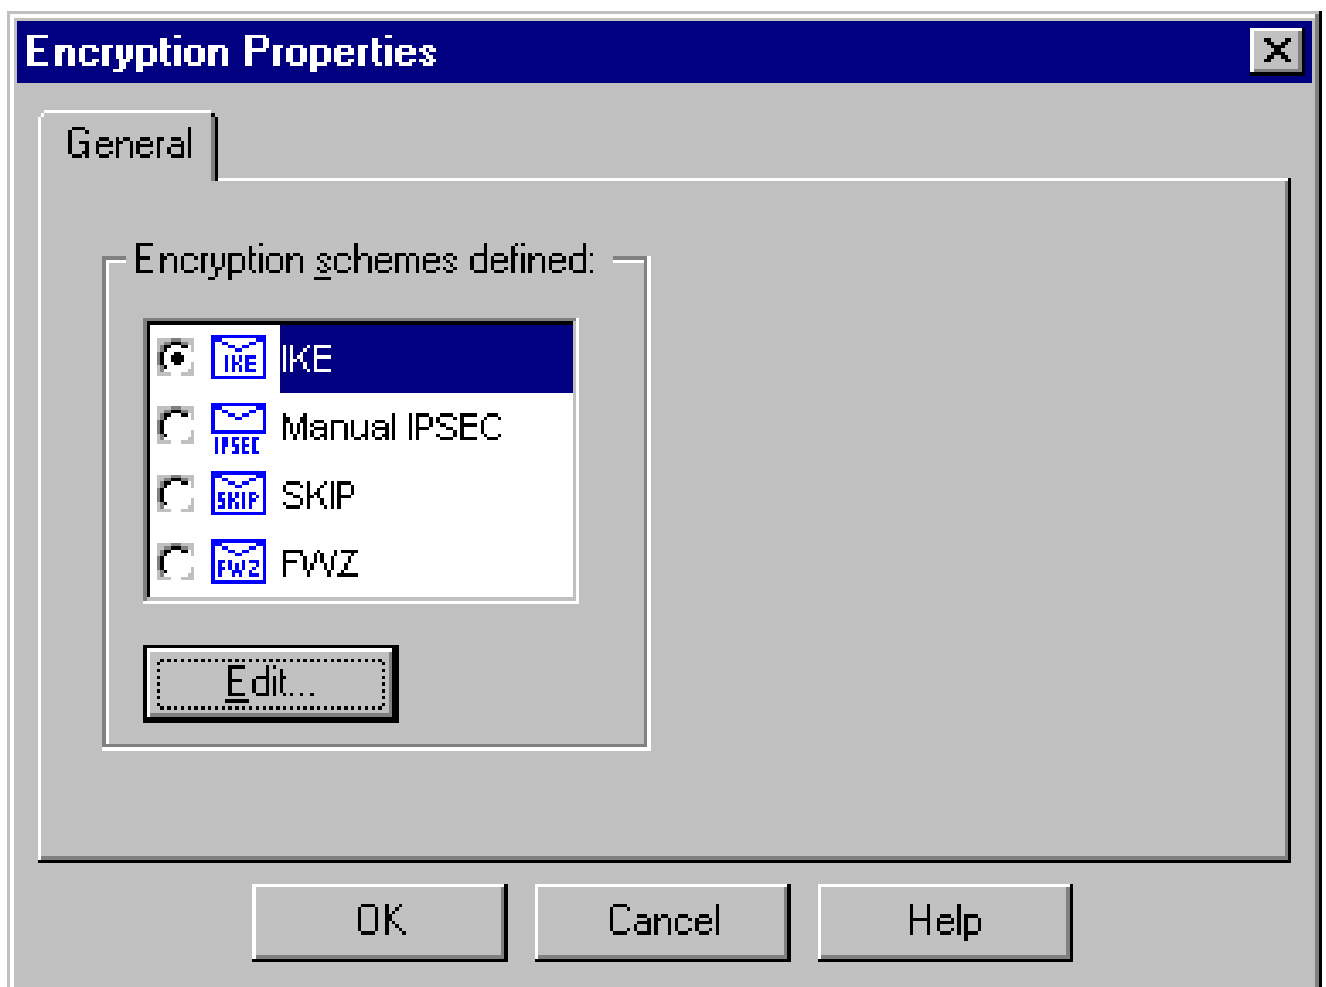 Encryption Properties
General
Encryption schemes defined:
IKE IKE
IPSEC Manual IPSEC
SKIP SKIP
FWZ FWZ
Edit...
OK Cancel Help